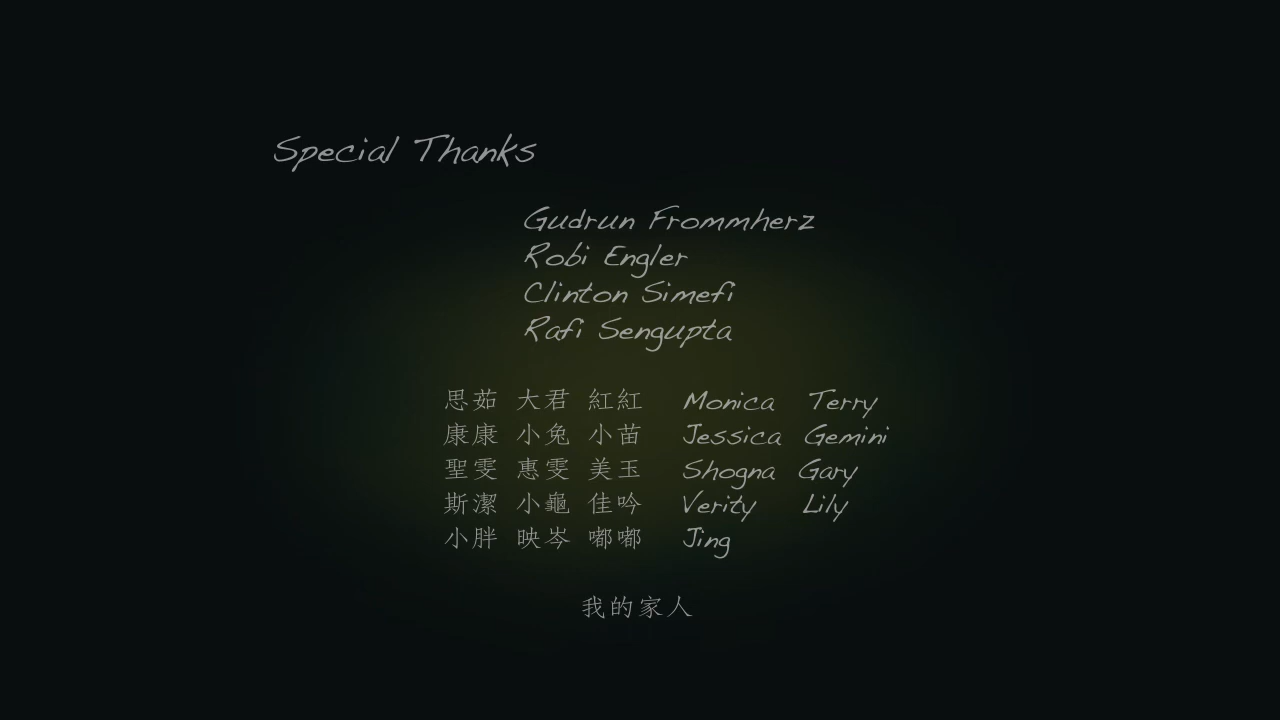 Special Thanks
Gudrun Frommherz
Robi Engler
Clinton Simefi
Rafi Sengupta
思茹 大君 紅紅 Monica Terry
康康 小兔 小苗 Jessica Gemini
聖雯 惠雯 美玉 Shogna Gary
斯潔 小龜 佳吟 Verity Lily
小胖 映岑 嘟嘟 Jing
我的家人